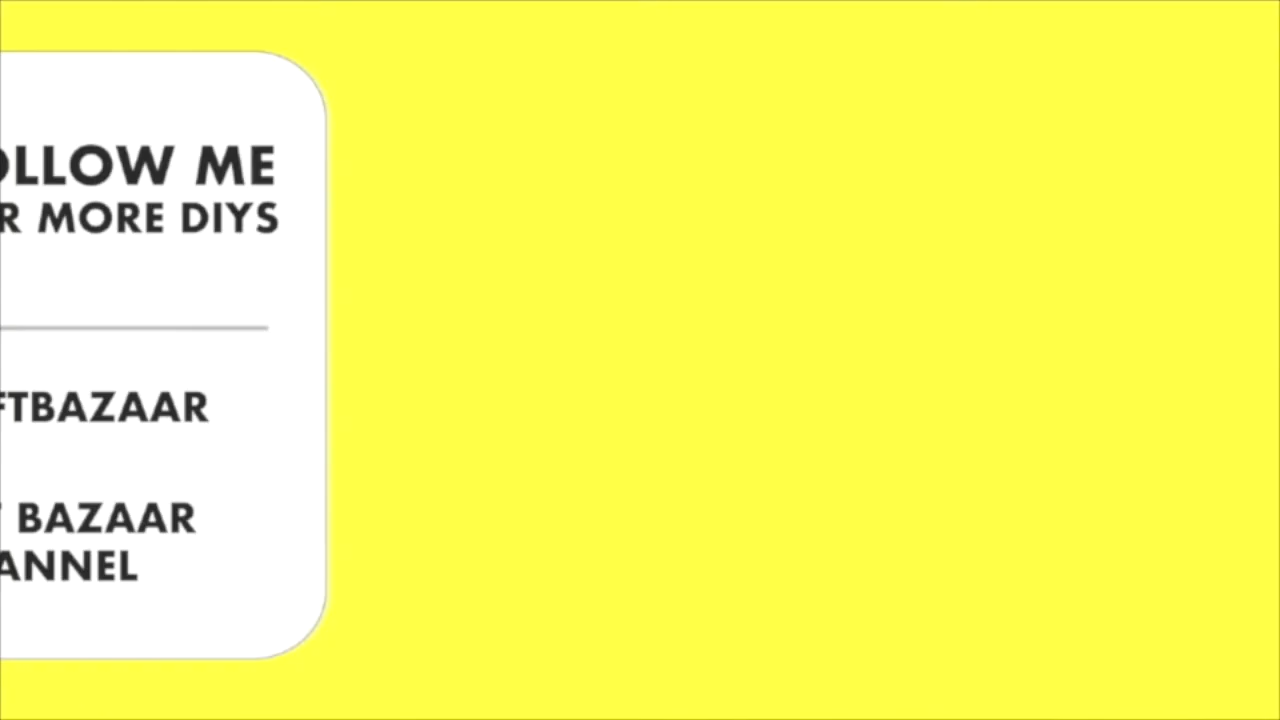 OLLOW ME
R MORE DIYS
FTBAZAAR
BAZAAR
ANNEL